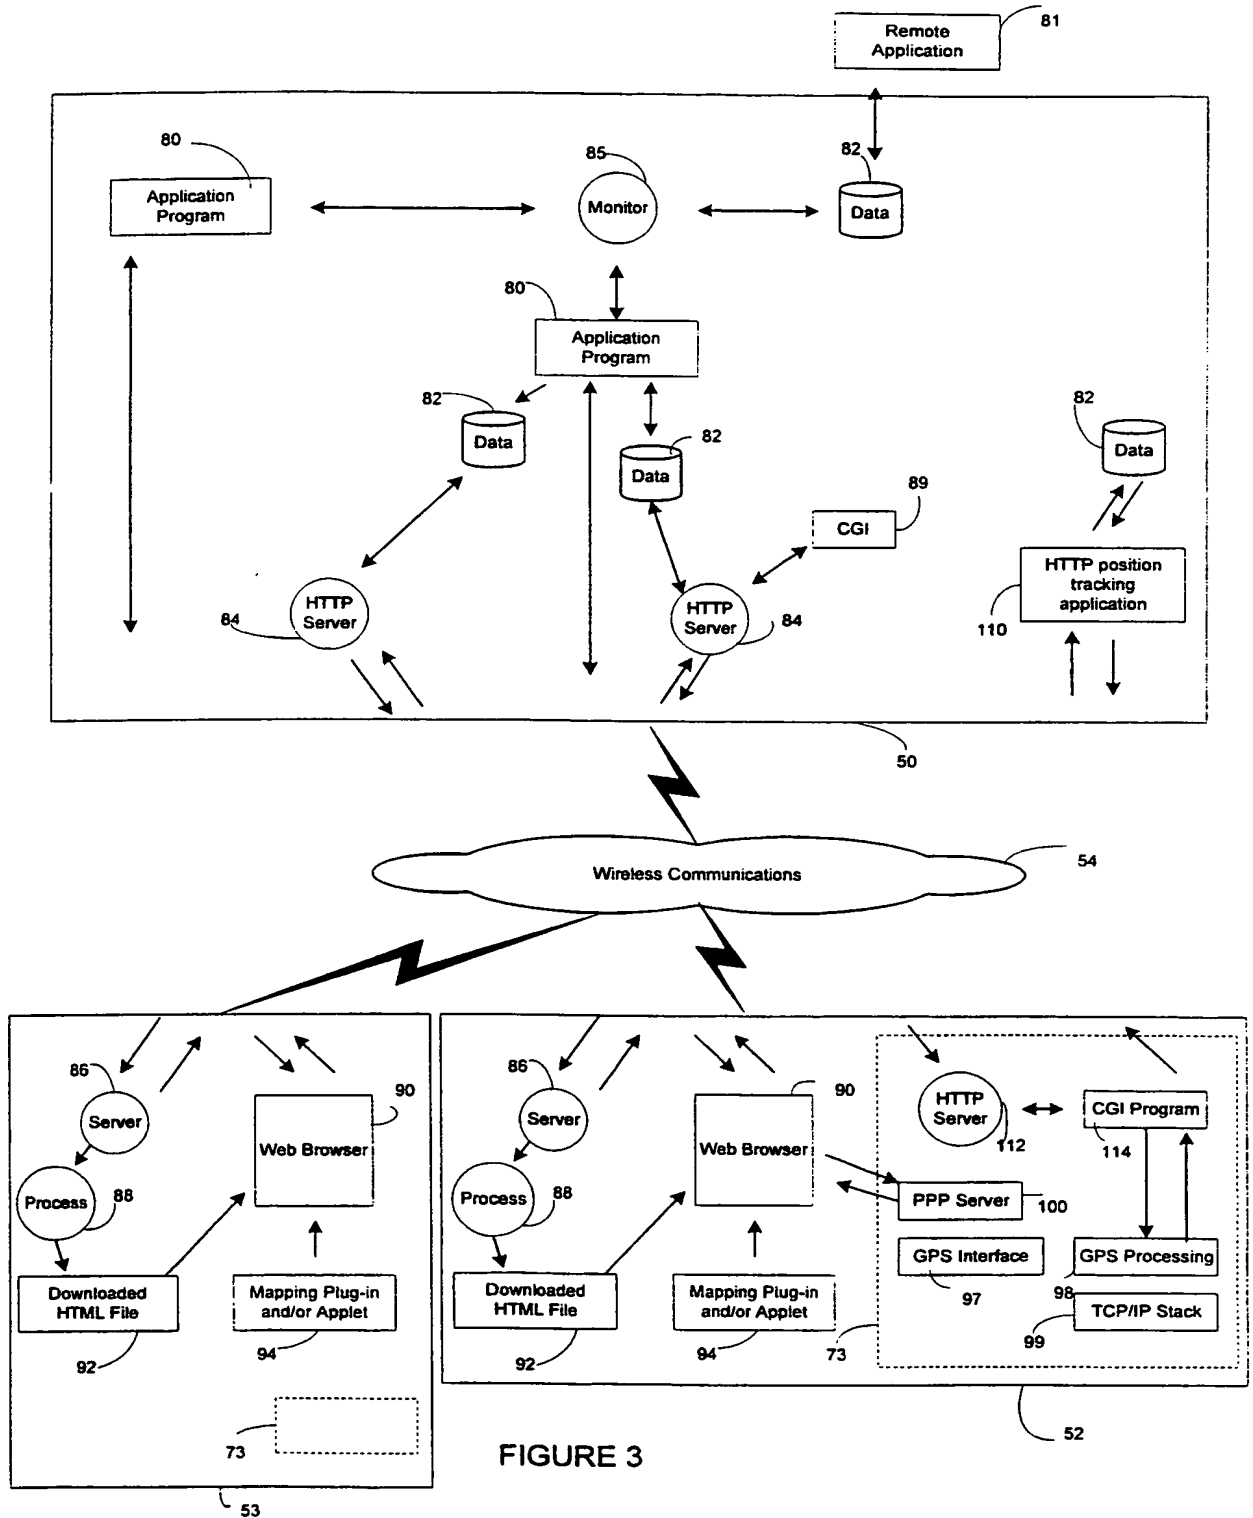 81
Remote
Application
80
Application
Program
85
Monitor
82
Data
80
Application
Program
82
Data
82
Data
82
Data
89
CGI
84
HTTP
Server
HTTP
Server
84
HTTP position
tracking
application
110
50
Wireless Communications
54
86
Server
90
Web Browser
Process
88
Downloaded
HTML File
92
Mapping Plug-in
and/or Applet
94
73
53
86
Server
90
Web Browser
Process
88
Downloaded
HTML File
92
Mapping Plug-in
and/or Applet
94
HTTP
Server
112
CGI Program
114
PPP Server
100
GPS Interface
97
GPS Processing
98
TCP/IP Stack
99
73
52
FIGURE 3